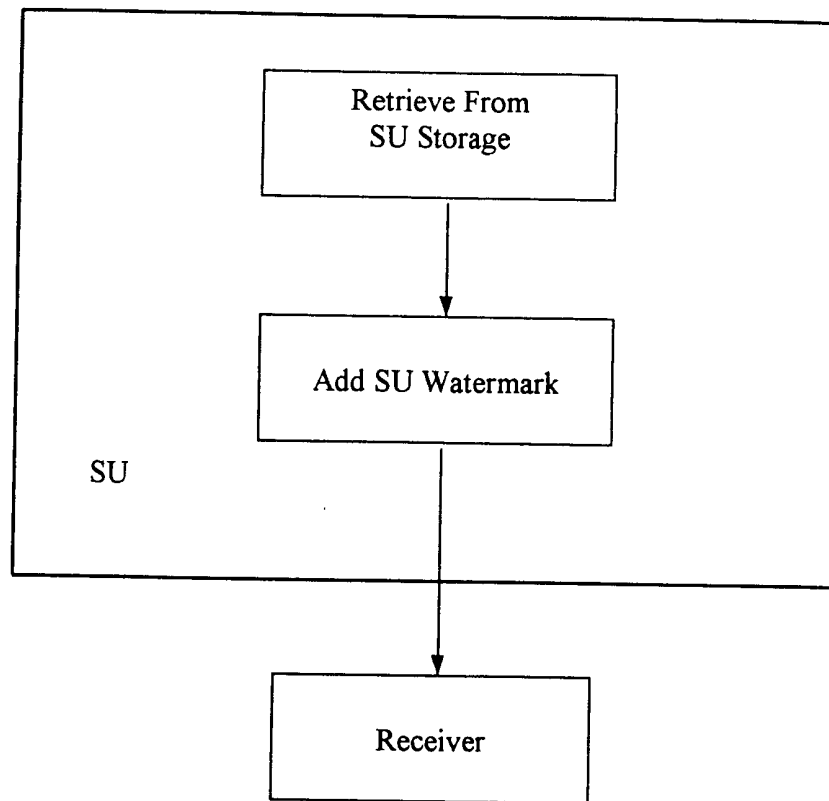 Retrieve From
SU Storage
Add SU Watermark
SU
Receiver